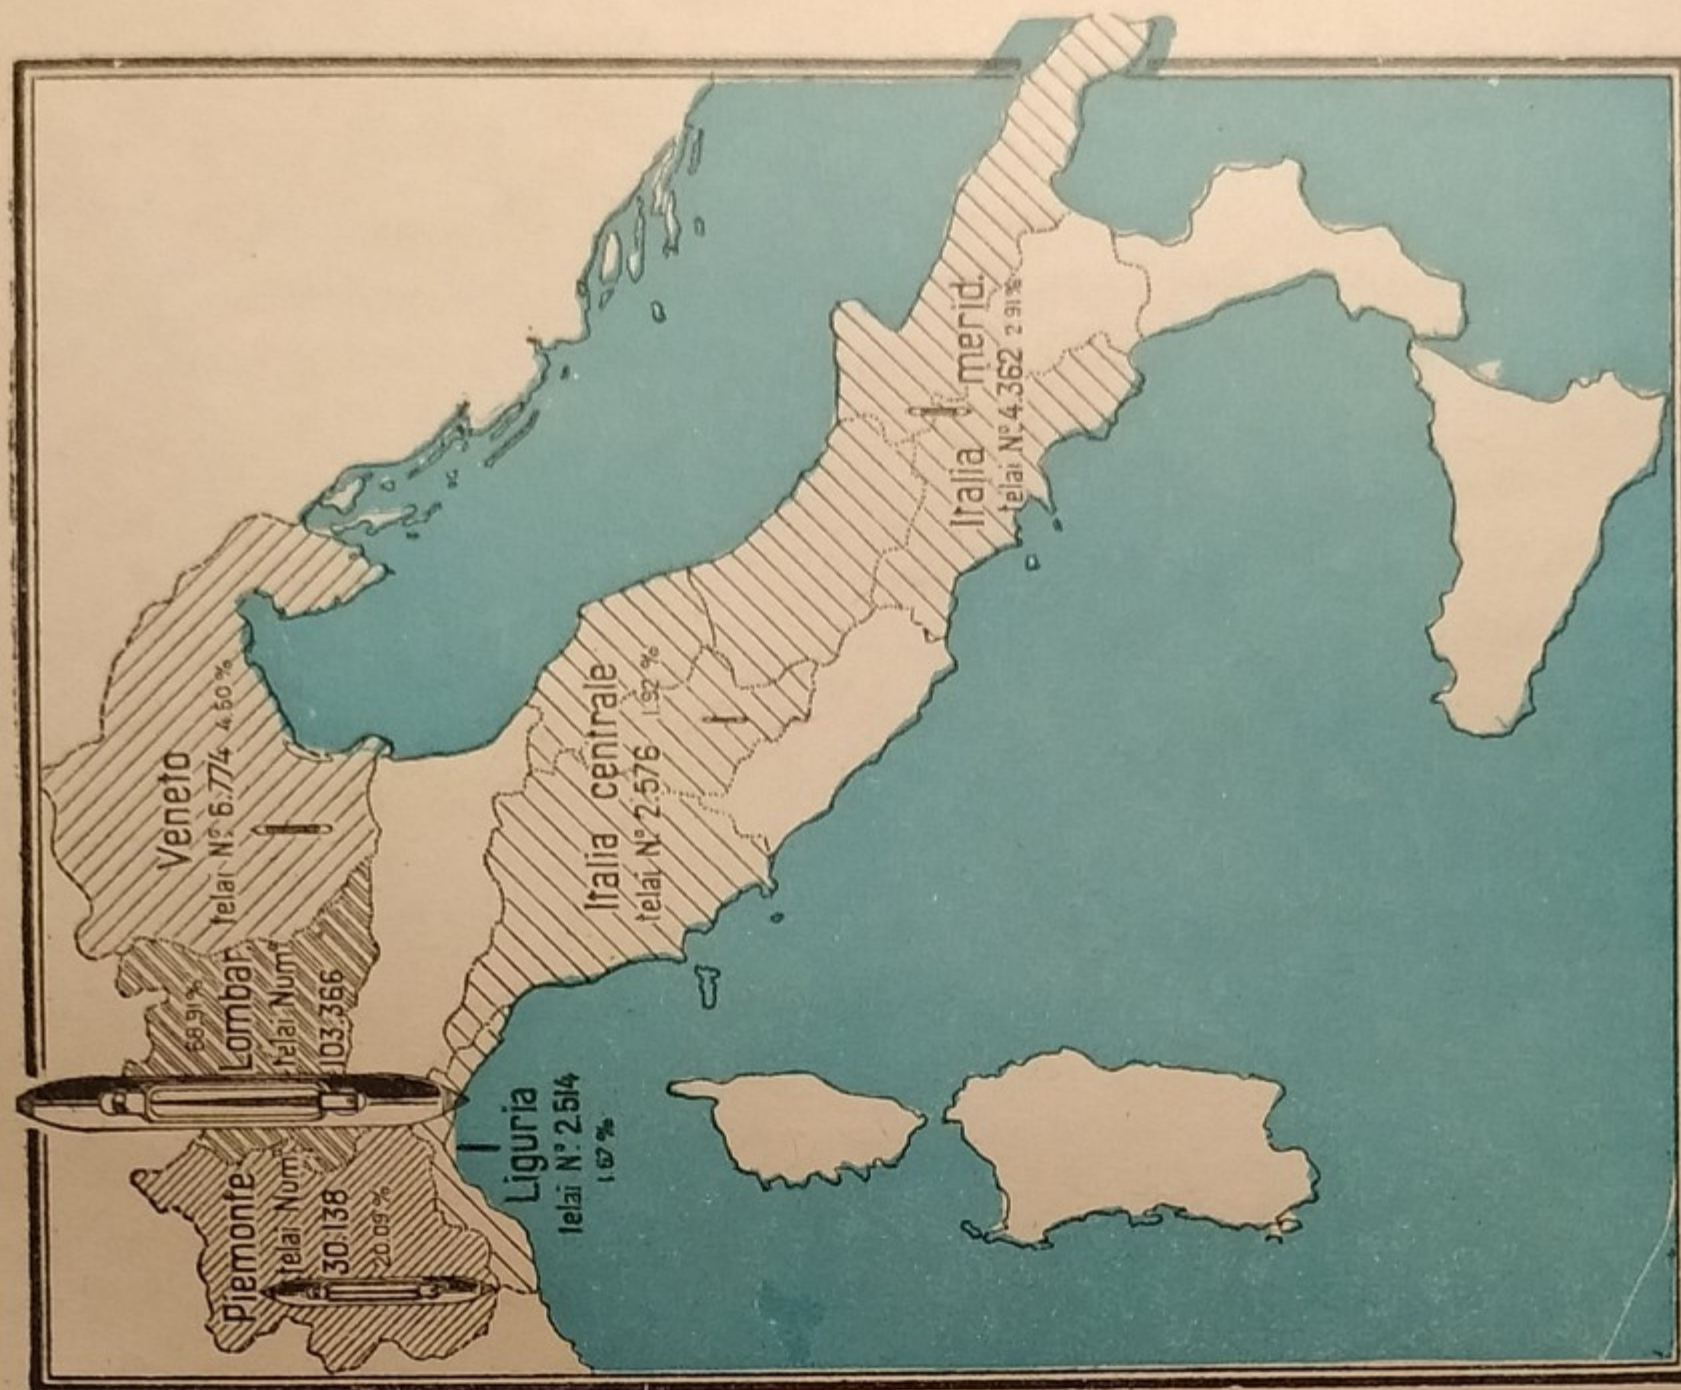 Piemonte
telai Num.
30.138
20.09 %
68.91 %
Lombar
telai Num.
103.366
Veneto
telai N.º 6.774 4.50 %
Liguria
telai N.º 2.514
1.67 %
Italia centrale
telai N.º 2.576 1.92 %
Italia merid.
telai N.º 4.362 2 91 %